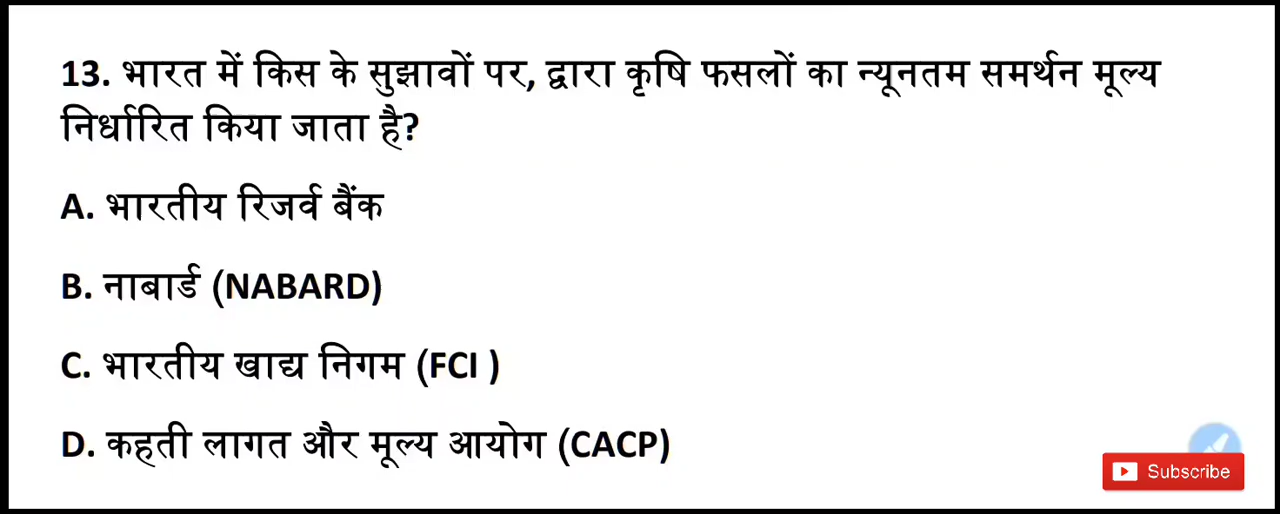 13. भारत में किस के सुझावों पर, द्वारा कृषि फसलों का न्यूनतम समर्थन मूल्य
निर्धारित किया जाता है?
A. भारतीय रिजर्व बैंक
B. नाबार्ड (NABARD)
C. भारतीय खाद्य निगम (FCI )
D. कहती लागत और मूल्य आयोग (CACP)
Subscribe